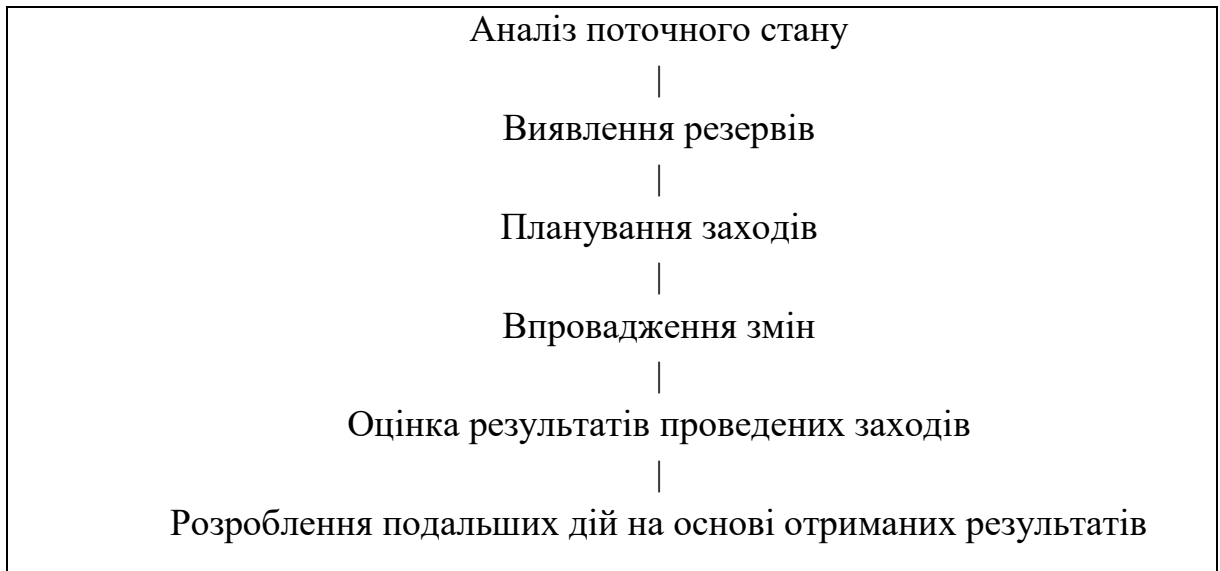 Аналіз поточного стану
|
Виявлення резервів
|
Планування заходів
|
Впровадження змін
|
Оцінка результатів проведених заходів
|
Розроблення подальших дій на основі отриманих результатів